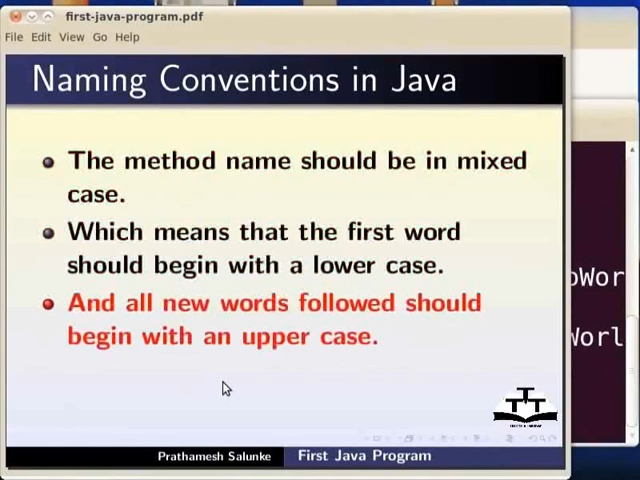 first-java-program.pdf
File Edit View Go Help
Naming Conventions in Java
The method name should be in mixed
case.
Which means that the first word
should begin with a lower case.
And all new words followed should
begin with an upper case.
oWor
Worl
Prathamesh Salunke First Java Program